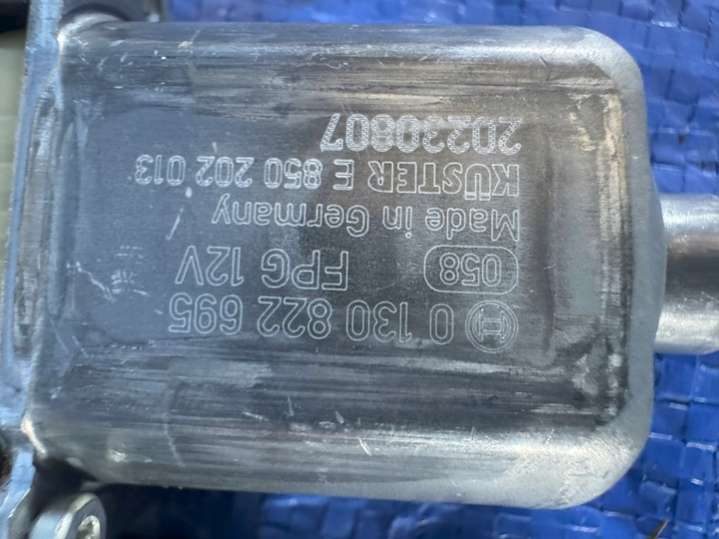 0 130 822 695
058 FPG 12V
Made in Germany
KÜSTER E 850 202 013
20230807